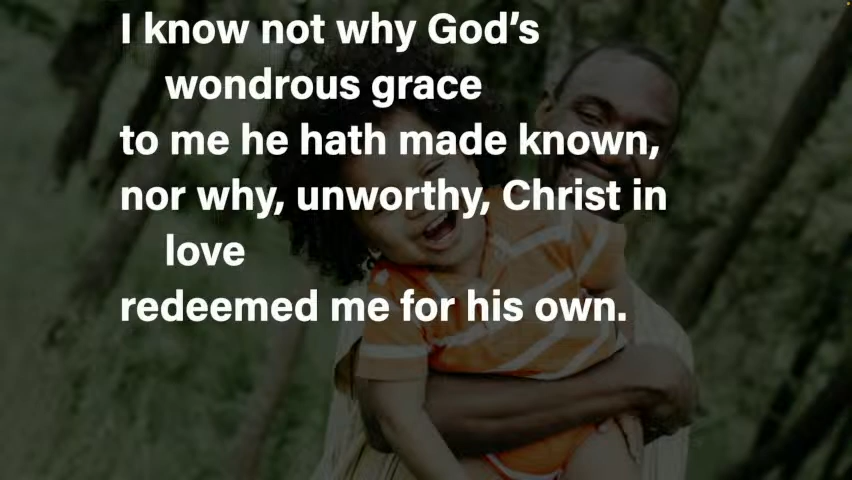 I know not why God’s
wondrous grace
to me he hath made known,
nor why, unworthy, Christ in
love
redeemed me for his own.